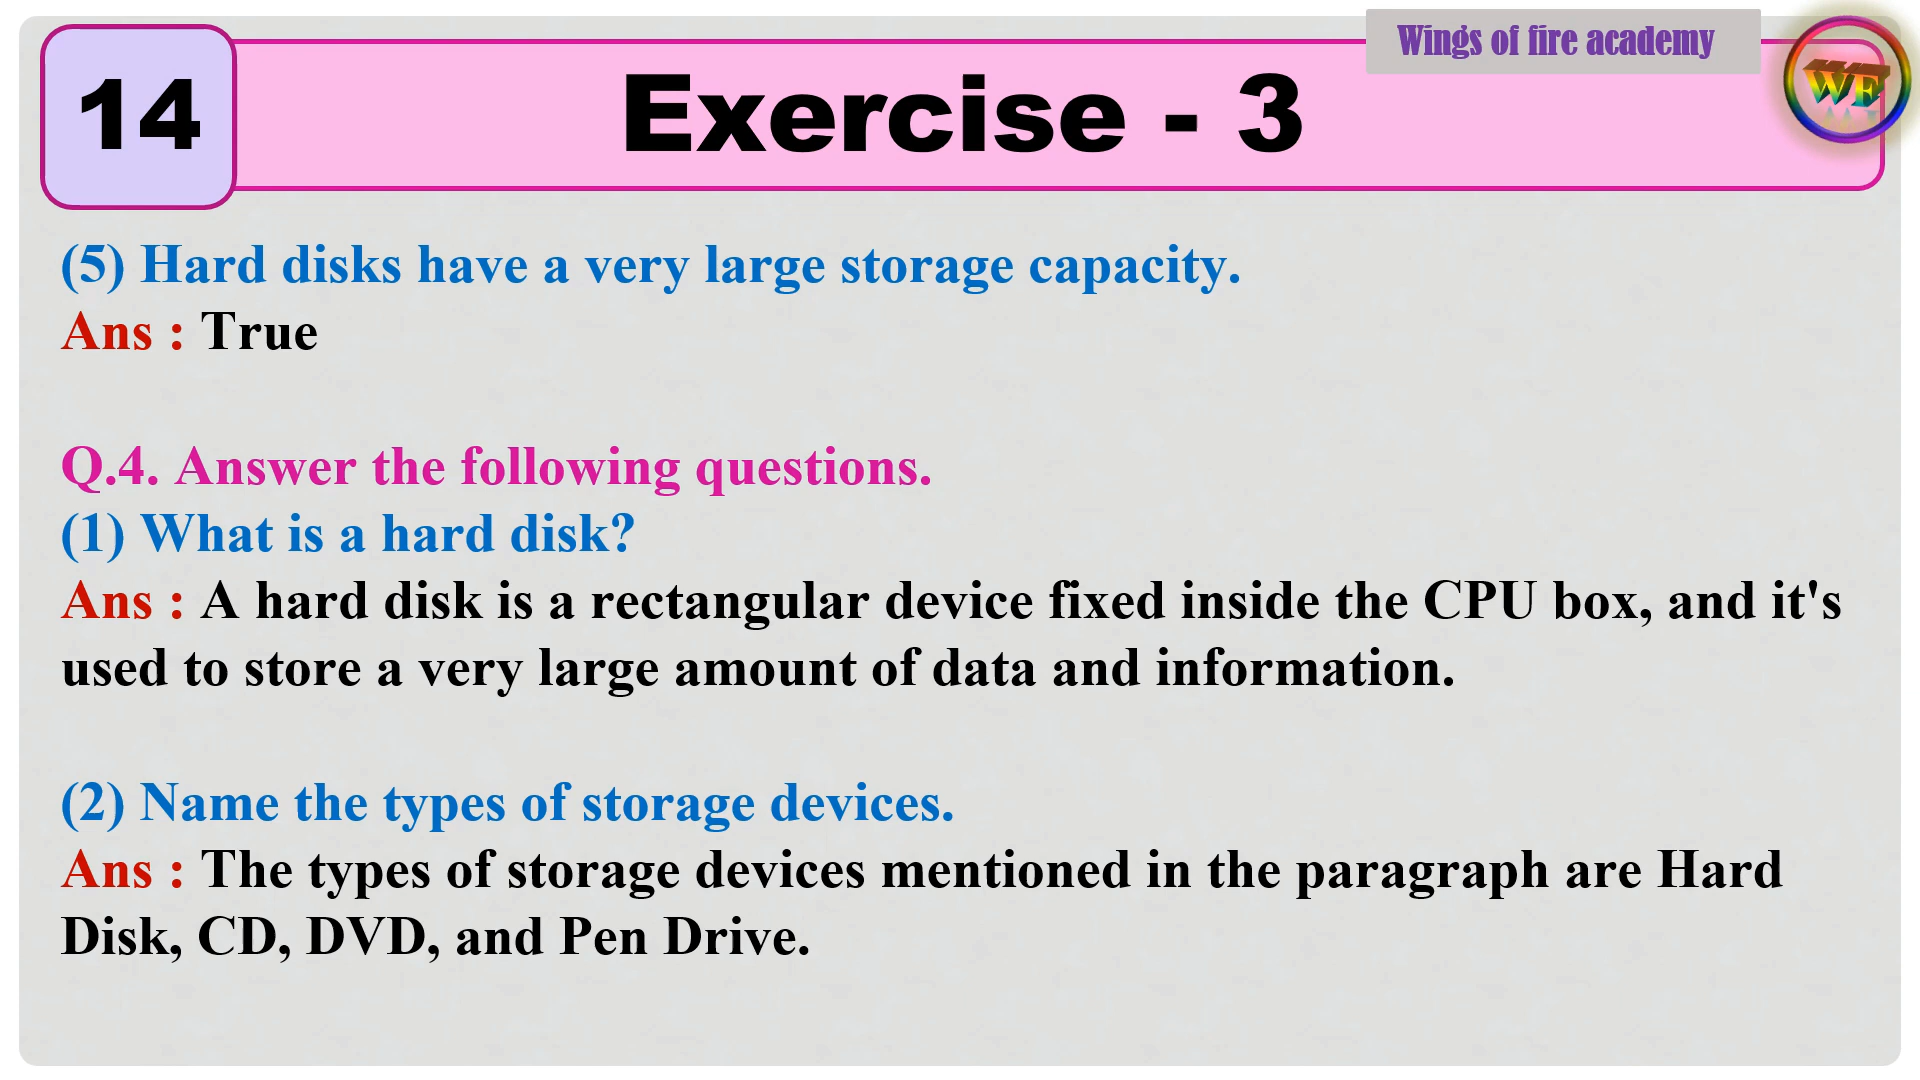 Wings of fire academy
WF
14
Exercise - 3
(5) Hard disks have a very large storage capacity.
Ans : True
Q.4. Answer the following questions.
(1) What is a hard disk?
Ans : A hard disk is a rectangular device fixed inside the CPU box, and it's
used to store a very large amount of data and information.
(2) Name the types of storage devices.
Ans : The types of storage devices mentioned in the paragraph are Hard
Disk, CD, DVD, and Pen Drive.